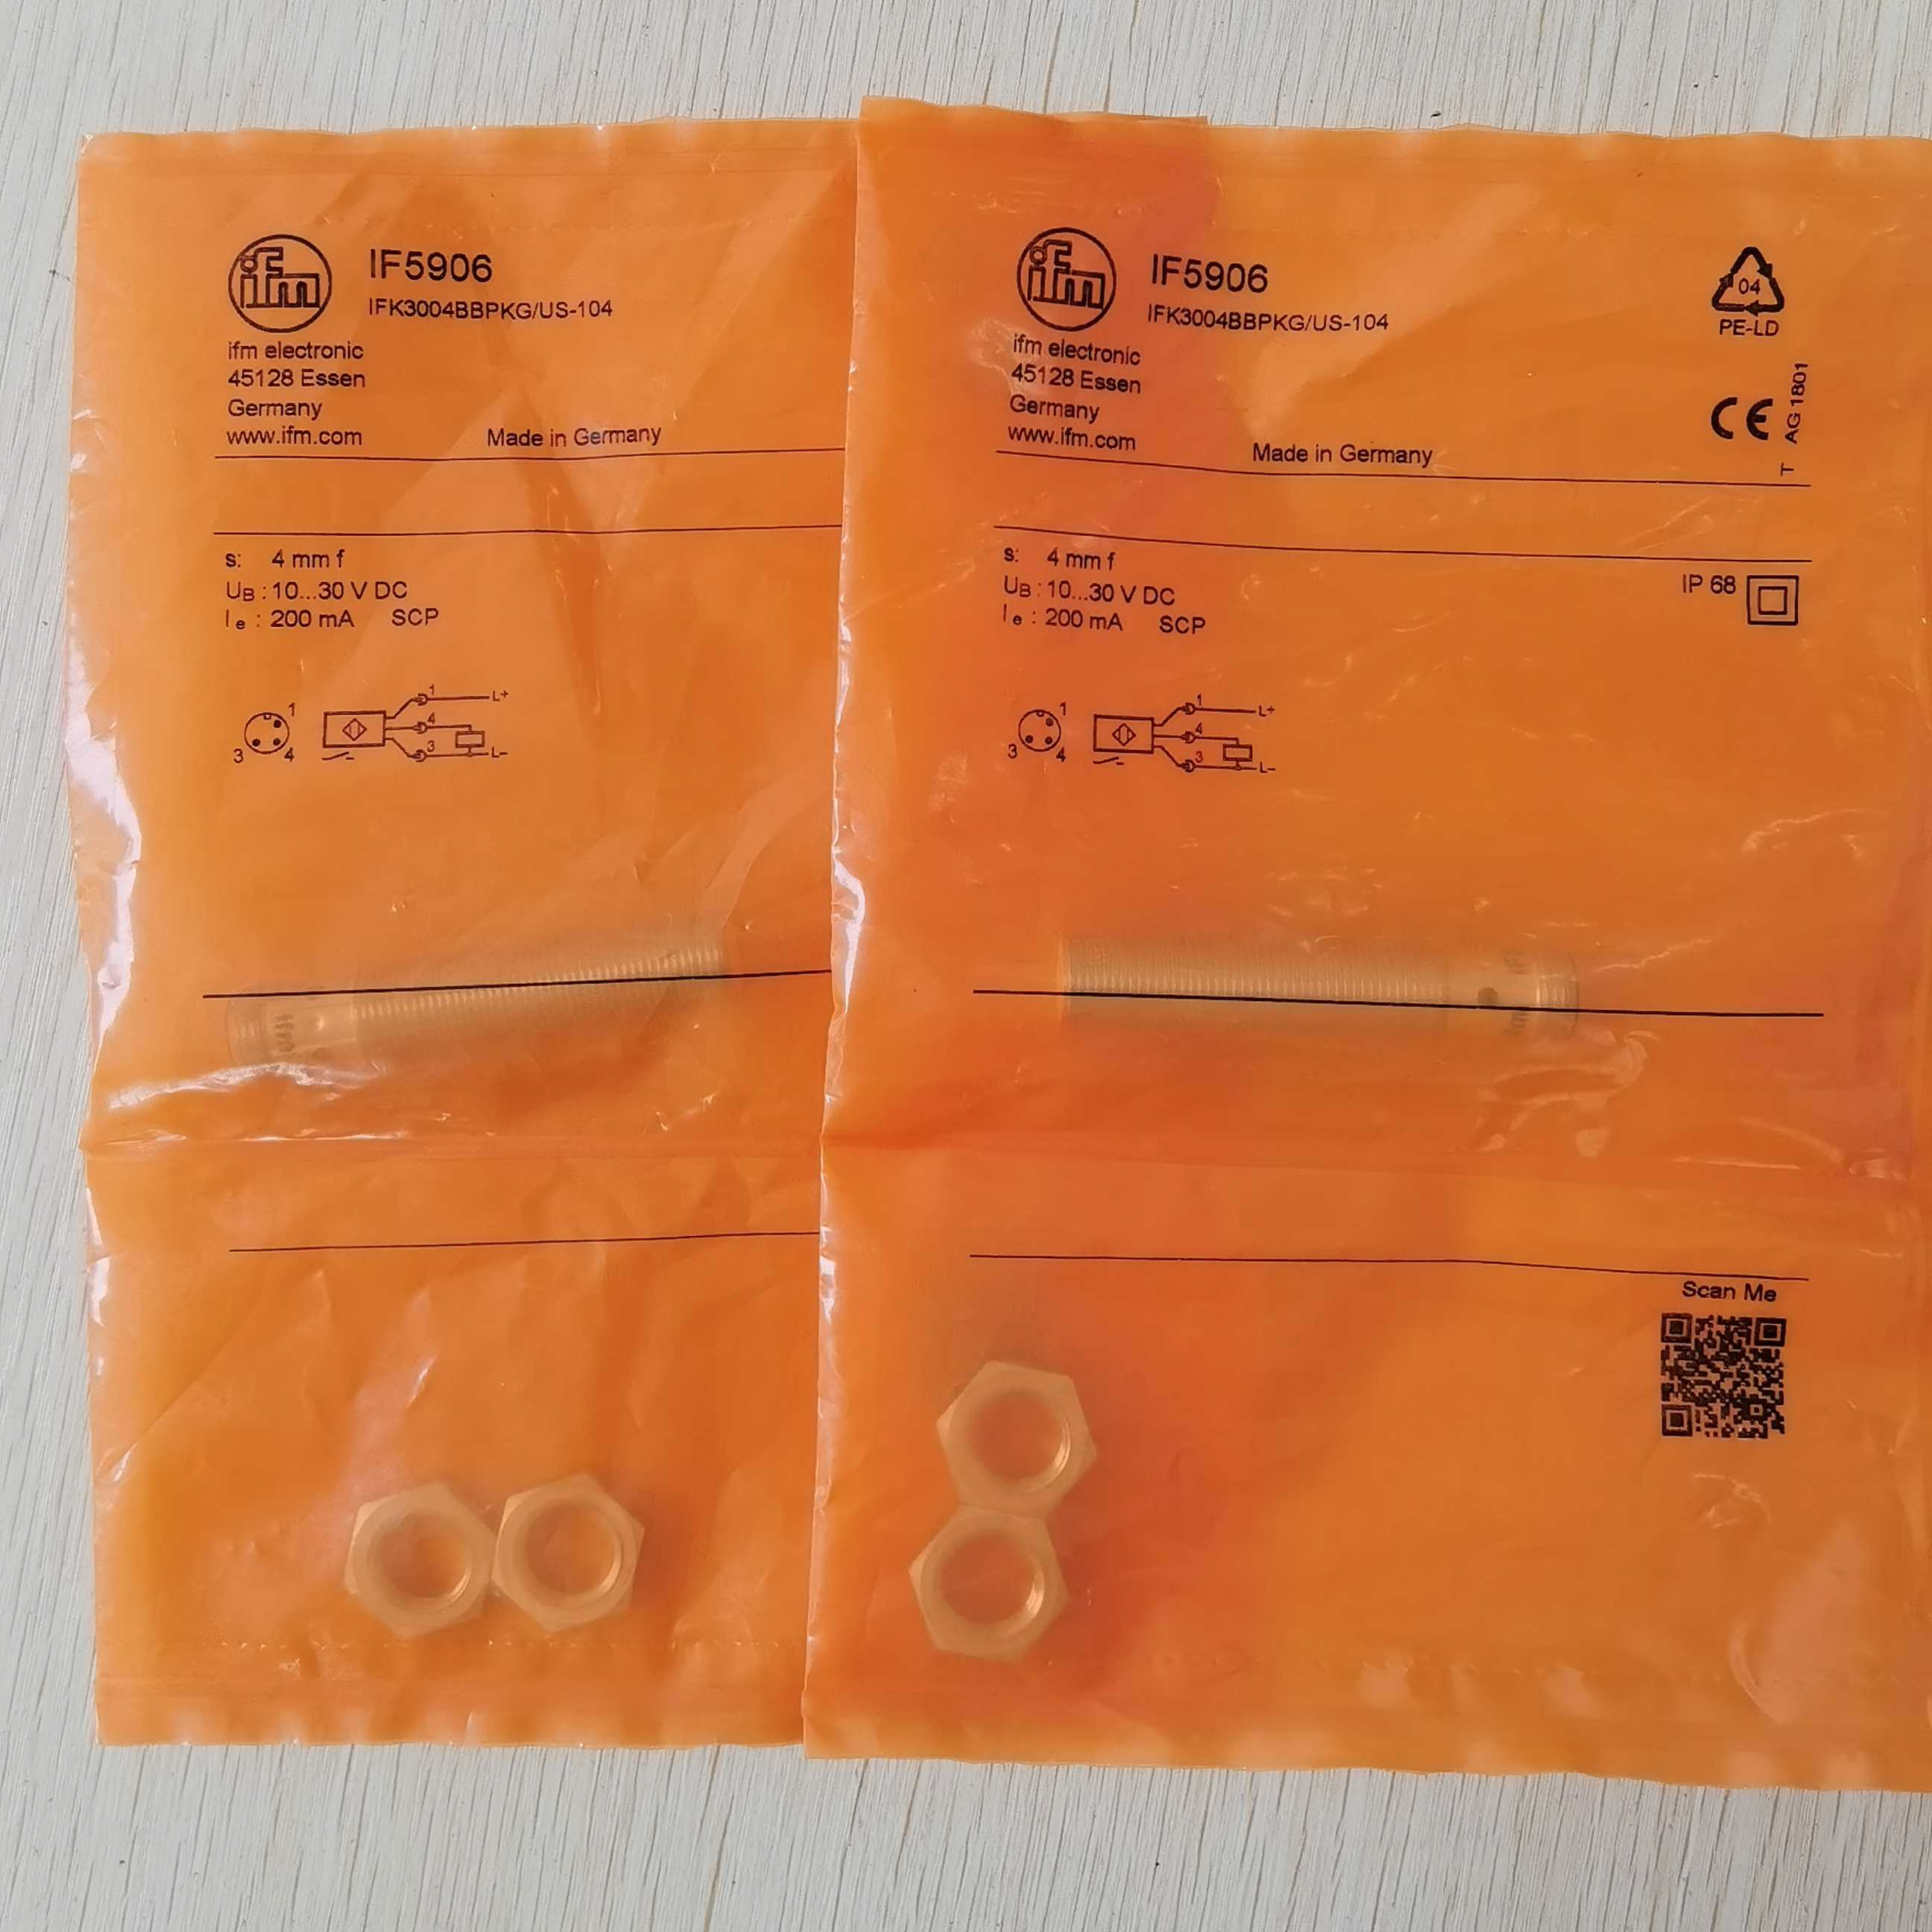 ifm
IF5906
IFK3004BBPKG/US-104
ifm electronic
45128 Essen
Germany
www.ifm.com
Made in Germany
s: 4 mm f
UB : 10...30 V DC
Ie : 200 mA SCP
1
3
4
1
4
3
L+
L−
ifm
IF5906
IFK3004BBPKG/US-104
ifm electronic
45128 Essen
Germany
www.ifm.com
Made in Germany
04
PE-LD
CE
T AG1801
s: 4 mm f
UB : 10...30 V DC
Ie : 200 mA SCP
IP 68
1
3
4
1
4
3
L+
L−
Scan Me